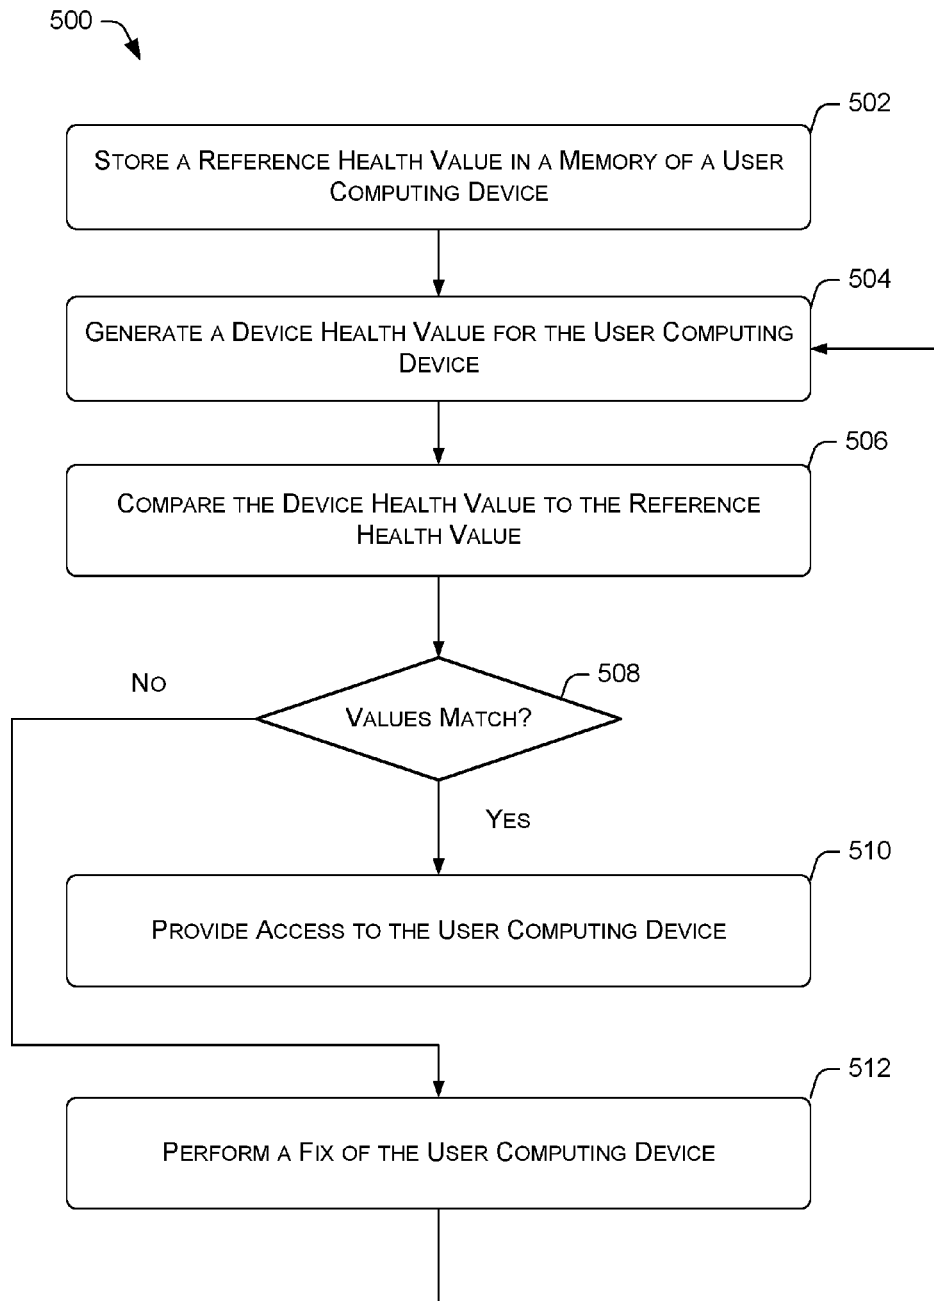 500
502
STORE A REFERENCE HEALTH VALUE IN A MEMORY OF A USER
COMPUTING DEVICE
504
GENERATE A DEVICE HEALTH VALUE FOR THE USER COMPUTING
DEVICE
506
COMPARE THE DEVICE HEALTH VALUE TO THE REFERENCE
HEALTH VALUE
NO
508
VALUES MATCH?
YES
510
PROVIDE ACCESS TO THE USER COMPUTING DEVICE
512
PERFORM A FIX OF THE USER COMPUTING DEVICE